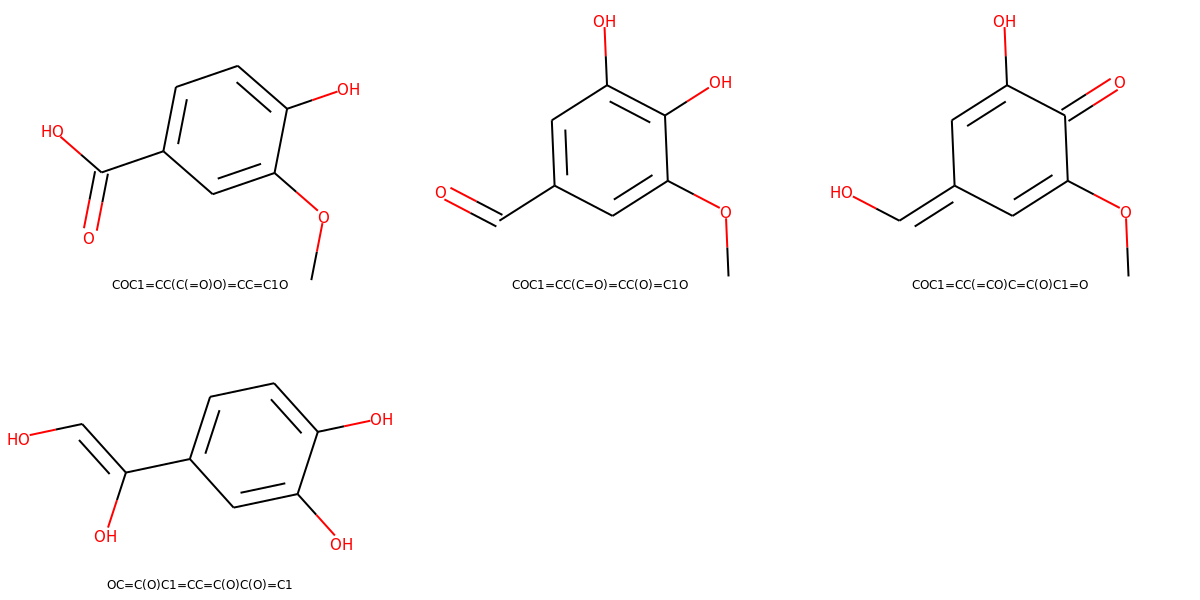 OH
OH
OH
O
HO
OH
HO
O
HO
O
O
O
O
COC1=CC(C(=O)O)=CC=C1O
COC1=CC(C=O)=CC(O)=C1O
COC1=CC(=CO)C=C(O)C1=O
OH
HO
OH
OH
OC=C(O)C1=CC=C(O)C(O)=C1